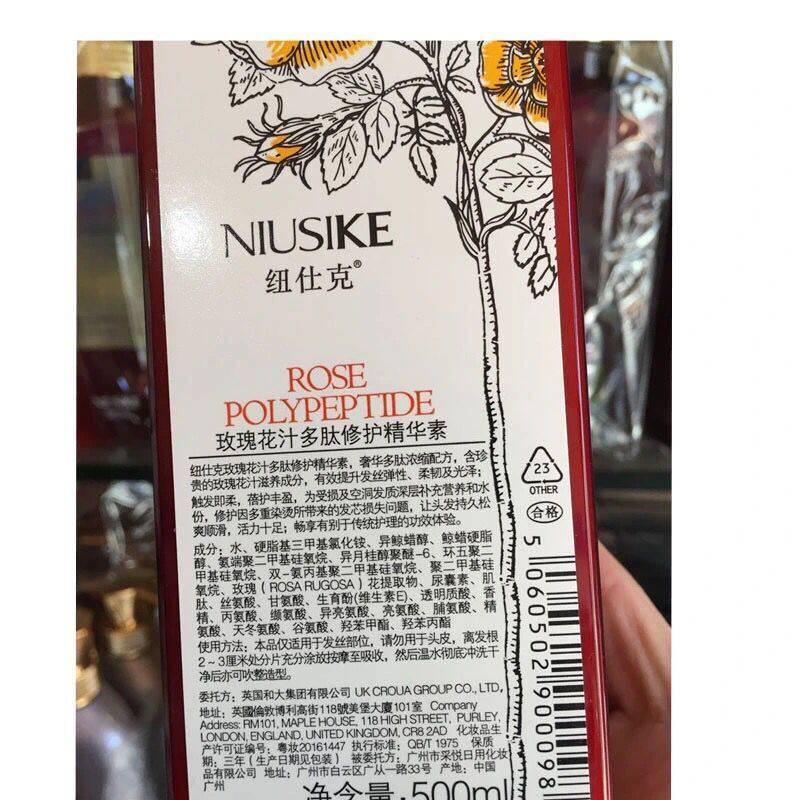 NIUSIKE
纽仕克®
ROSE
POLYPEPTIDE
玫瑰花汁多肽修护精华素
纽仕克玫瑰花汁多肽修护精华素，奢华多肽浓缩配方，含珍
贵的玫瑰花汁滋养成分，有效提升发丝弹性、柔韧及光泽；
触发即柔，蓓护丰盈，为受损及空洞发质深层补充营养和水
份，修护因多重染烫所带来的发芯损失问题，让发丝持久松
爽顺滑，活力十足；畅享有别于传统护理的功效体验。
成分：水、硬脂基三甲基氯化铵、异鲸蜡醇、鲸蜡硬脂
醇、氨端聚二甲基硅氧烷、异月桂醇聚醚-6、环五聚二
甲基硅氧烷、双-氨丙基聚二甲基硅氧烷、聚二甲基硅
氧烷、玫瑰（ROSA RUGOSA）花提取物、尿囊素、肌
肽、丝氨酸、甘氨酸、生育酚(维生素E)、透明质酸、香
精、丙氨酸、缬氨酸、异亮氨酸、亮氨酸、脯氨酸、精
氨酸、天冬氨酸、谷氨酸、羟苯甲酯、羟苯丙酯
使用方法：本品仅适用于发丝部位，请勿用于头皮，离发根
2～3厘米处分片充分涂放按摩至吸收，然后温水彻底冲洗干
净后亦可吹整造型。
委托方：英国和大集团有限公司 UK CROUA GROUP CO., LTD,
地址：英國倫敦博利高街118號美堡大廈101室 Company
Address: RM101, MAPLE HOUSE, 118 HIGH STREET, PURLEY,
LONDON, ENGLAND, UNITED KINGDOM, CR8 2AD 化妆品生
产许可证编号：粤妆20161447 执行标准：QB/T 1975 保质
期：三年（生产日期见包装） 被委托方：广州市采悦日用化妆
品有限公司 地址：广州市白云区广从一路33号 产地：中国
广州
净含量：500ml
23
OTHER
合格
5 060502 900098